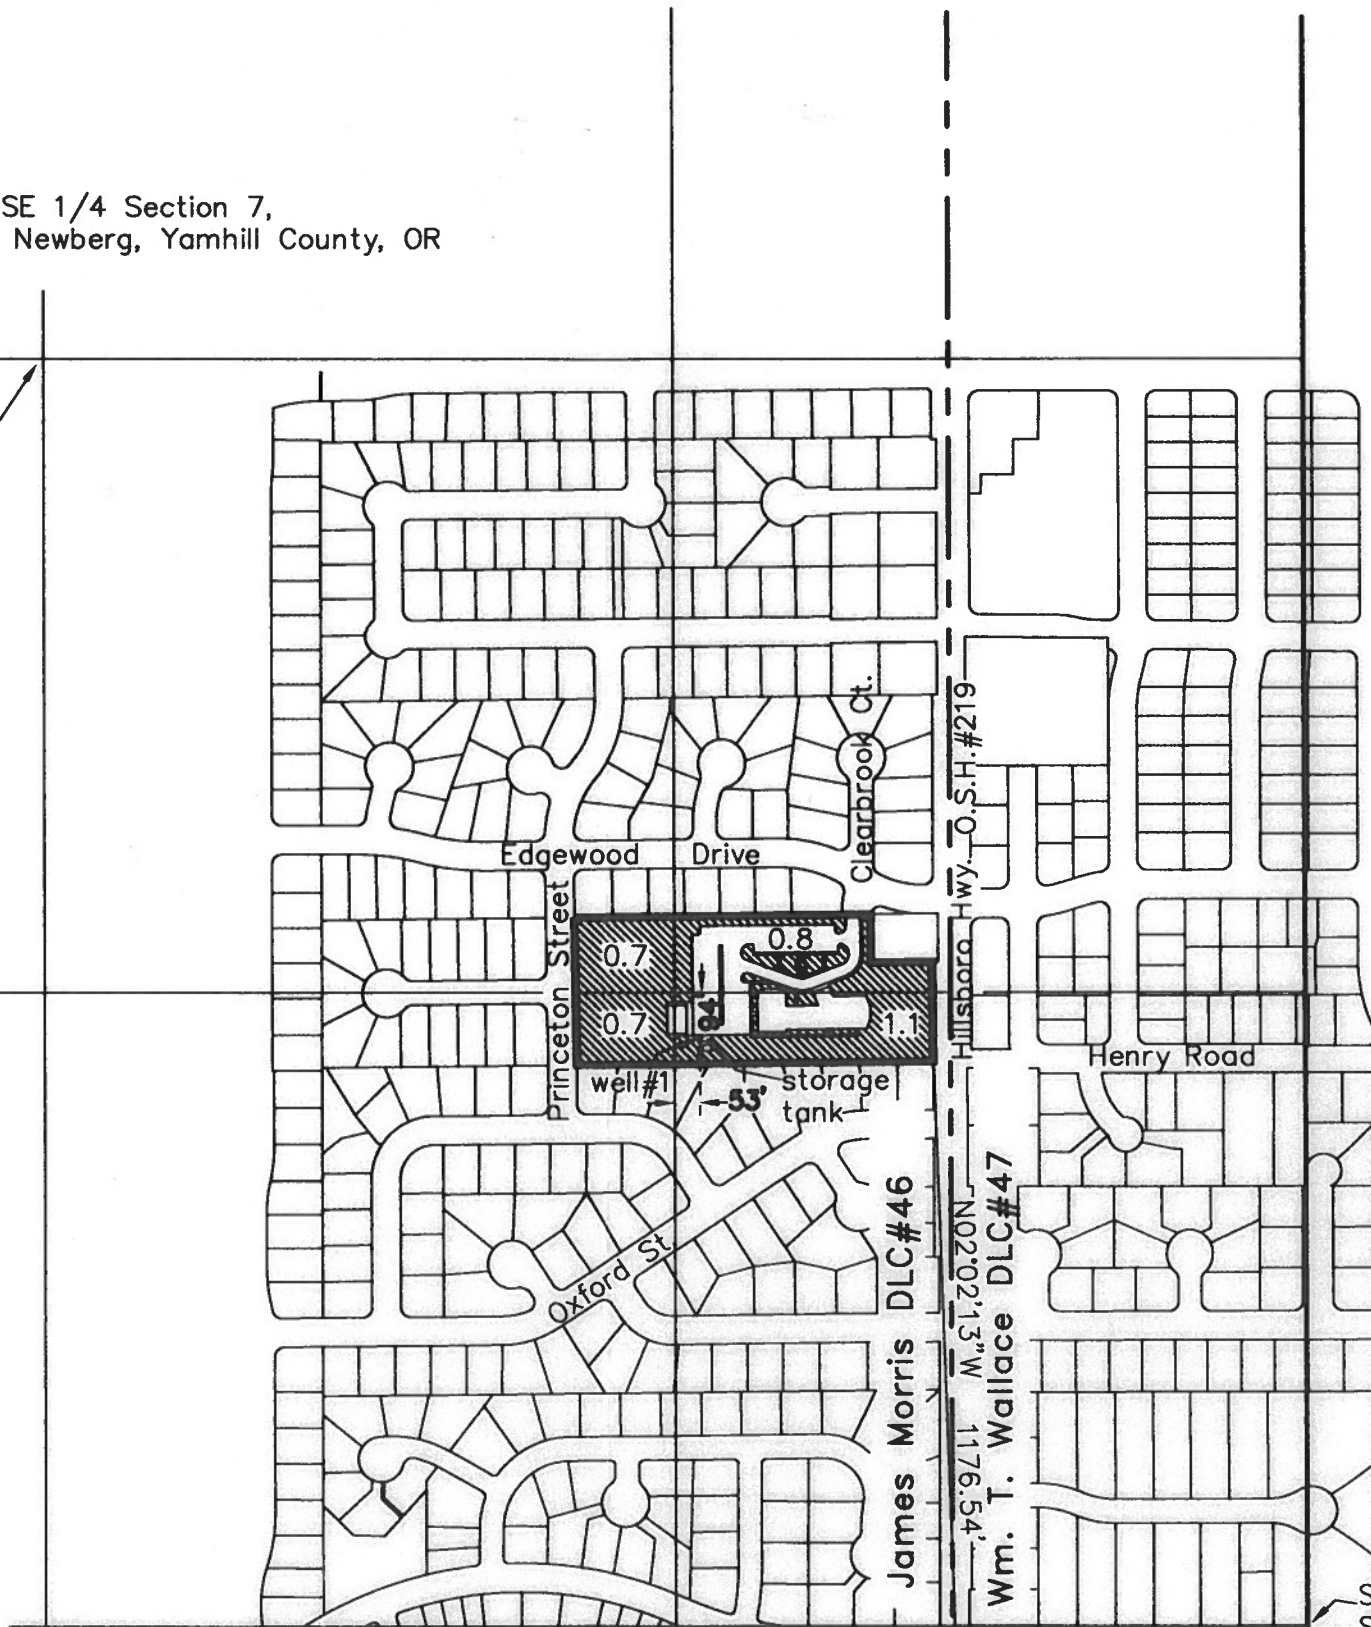 SE 1/4 Section 7,
Newberg, Yamhill County, OR
Clearbrook Ct.
Hillsboro Hwy. O.S.H.#219
Edgewood Drive
Princeton Street
0.7
0.8
0.7
94'
1.1
Henry Road
well#1
storage
tank
53'
Oxford St.
James Morris DLC#46
N02°02'13"W 1176.54'
Wm. T. Wallace DLC#47